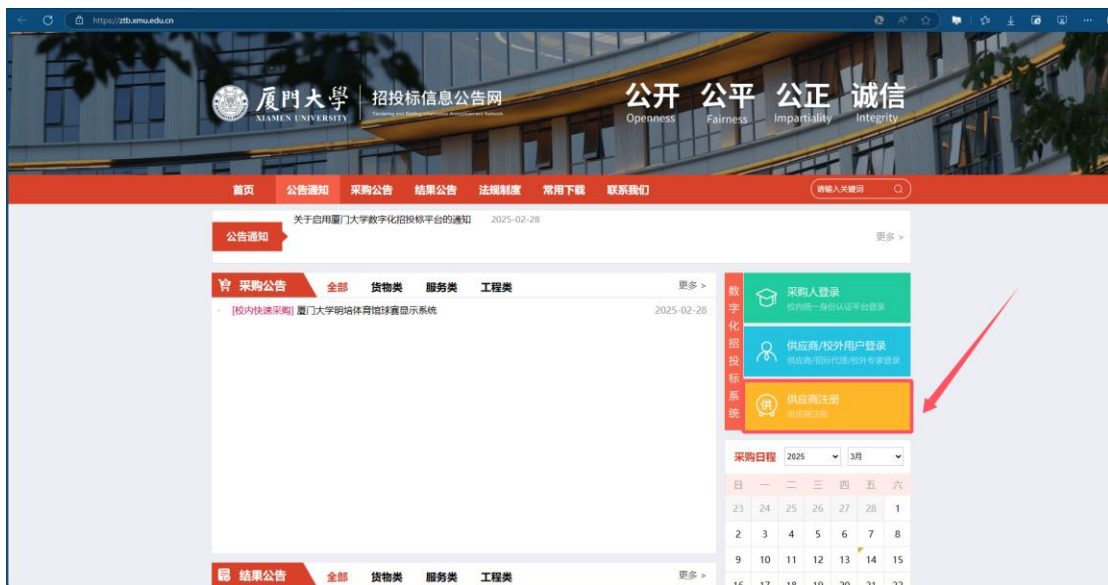 https://ztb.xmu.edu.cn
厦門大学 招投标信息公告网
XIAMEN UNIVERSITY
公开 公平 公正 诚信
Openness Fairness Impartiality Integrity
首页 公告通知 采购公告 结果公告 法规制度 常用下载 联系我们 请输入关键词
关于启用厦门大学数字化招投标平台的通知 2025-02-28
公告通知 更多 >
采购公告 全部 货物类 服务类 工程类 更多 >
[校内快速采购] 厦门大学明培体育馆球赛显示系统 2025-02-28
数字化招投标系统
采购人登录
校内统一身份认证平台登录
供应商/校外用户登录
供应商/招标代理/校外专家登录
供 供应商注册
供应商注册
采购日程 2025 3月
日 一 二 三 四 五 六
23 24 25 26 27 28 1
2 3 4 5 6 7 8
9 10 11 12 13 14 15
16 17 18 19 20 21 22
结果公告 全部 货物类 服务类 工程类 更多 >